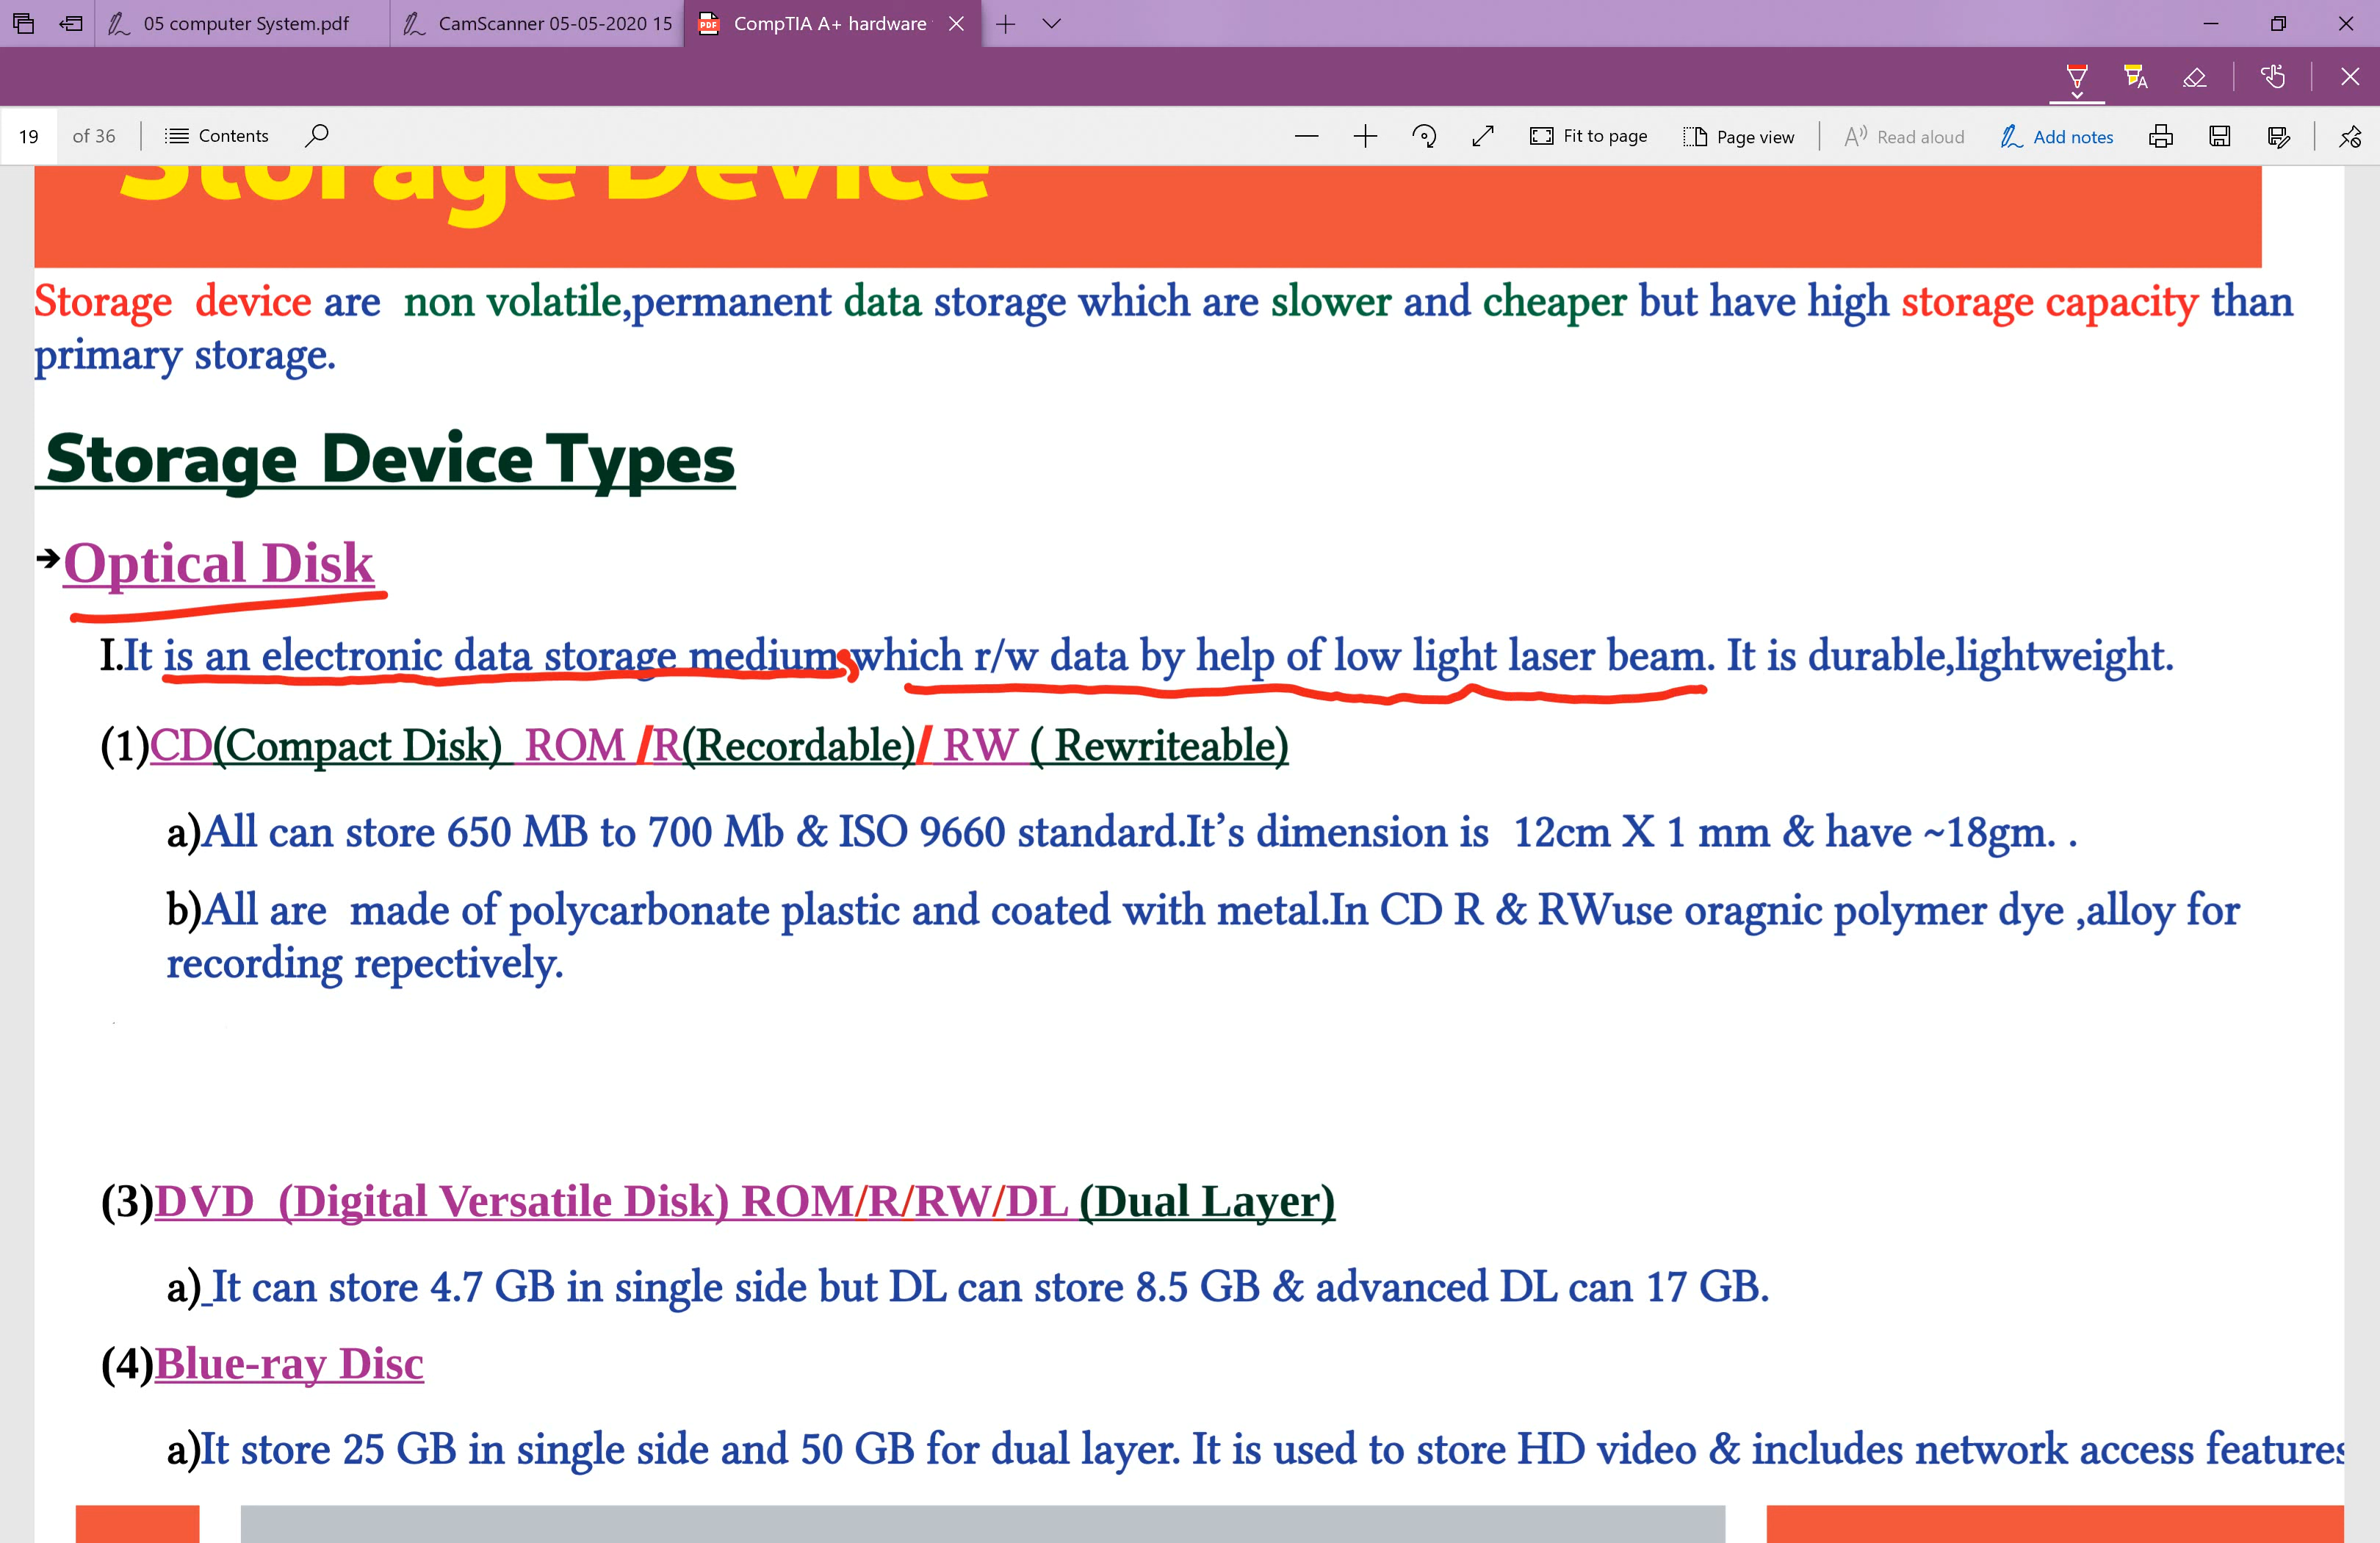 05 computer System.pdf
CamScanner 05-05-2020 15
PDF
CompTIA A+ hardware
19 of 36
Contents
Fit to page
Page view
Read aloud
Add notes
Storage Device
Storage device are non volatile,permanent data storage which are slower and cheaper but have high storage capacity than
primary storage.
Storage Device Types
➔Optical Disk
I.It is an electronic data storage medium,which r/w data by help of low light laser beam. It is durable,lightweight.
(1)CD(Compact Disk) ROM /R(Recordable)/ RW ( Rewriteable)
a)All can store 650 MB to 700 Mb & ISO 9660 standard.It’s dimension is 12cm X 1 mm & have ~18gm. .
b)All are made of polycarbonate plastic and coated with metal.In CD R & RWuse oragnic polymer dye ,alloy for
recording repectively.
(3)DVD (Digital Versatile Disk) ROM/R/RW/DL (Dual Layer)
a) It can store 4.7 GB in single side but DL can store 8.5 GB & advanced DL can 17 GB.
(4)Blue-ray Disc
a)It store 25 GB in single side and 50 GB for dual layer. It is used to store HD video & includes network access features